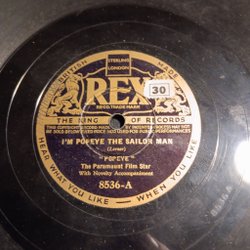 STERLING
LONDON
BRITISH MADE
REX
REGD. TRADE MARK
30
THE KING OF RECORDS
I'M POPEYE THE SAILOR MAN
(Lerner)
"POPEYE"
The Paramount Film Star
With Novelty Accompaniment
8536-A
HEAR WHAT YOU LIKE — WHEN YOU LIKE